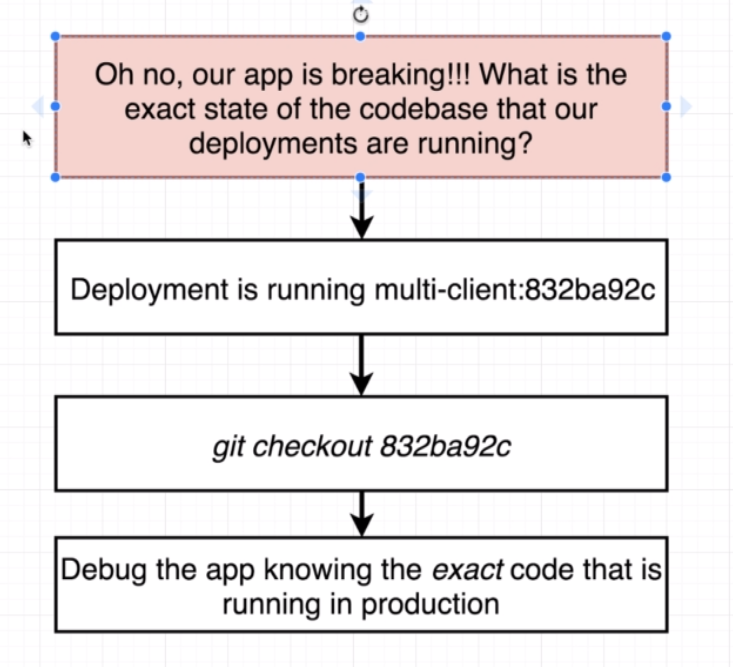 Oh no, our app is breaking!!! What is the
exact state of the codebase that our
deployments are running?
Deployment is running multi-client:832ba92c
git checkout 832ba92c
Debug the app knowing the exact code that is
running in production